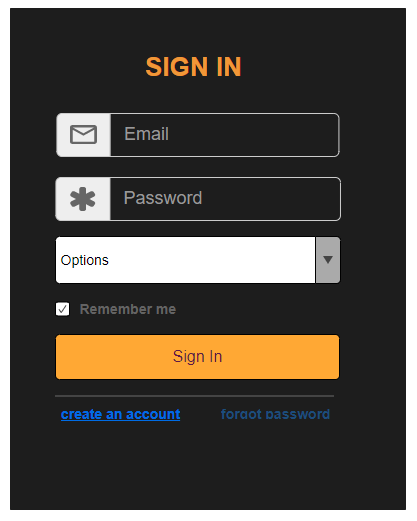 SIGN IN
Email
Password
Options
Remember me
Sign In
create an account forgot password